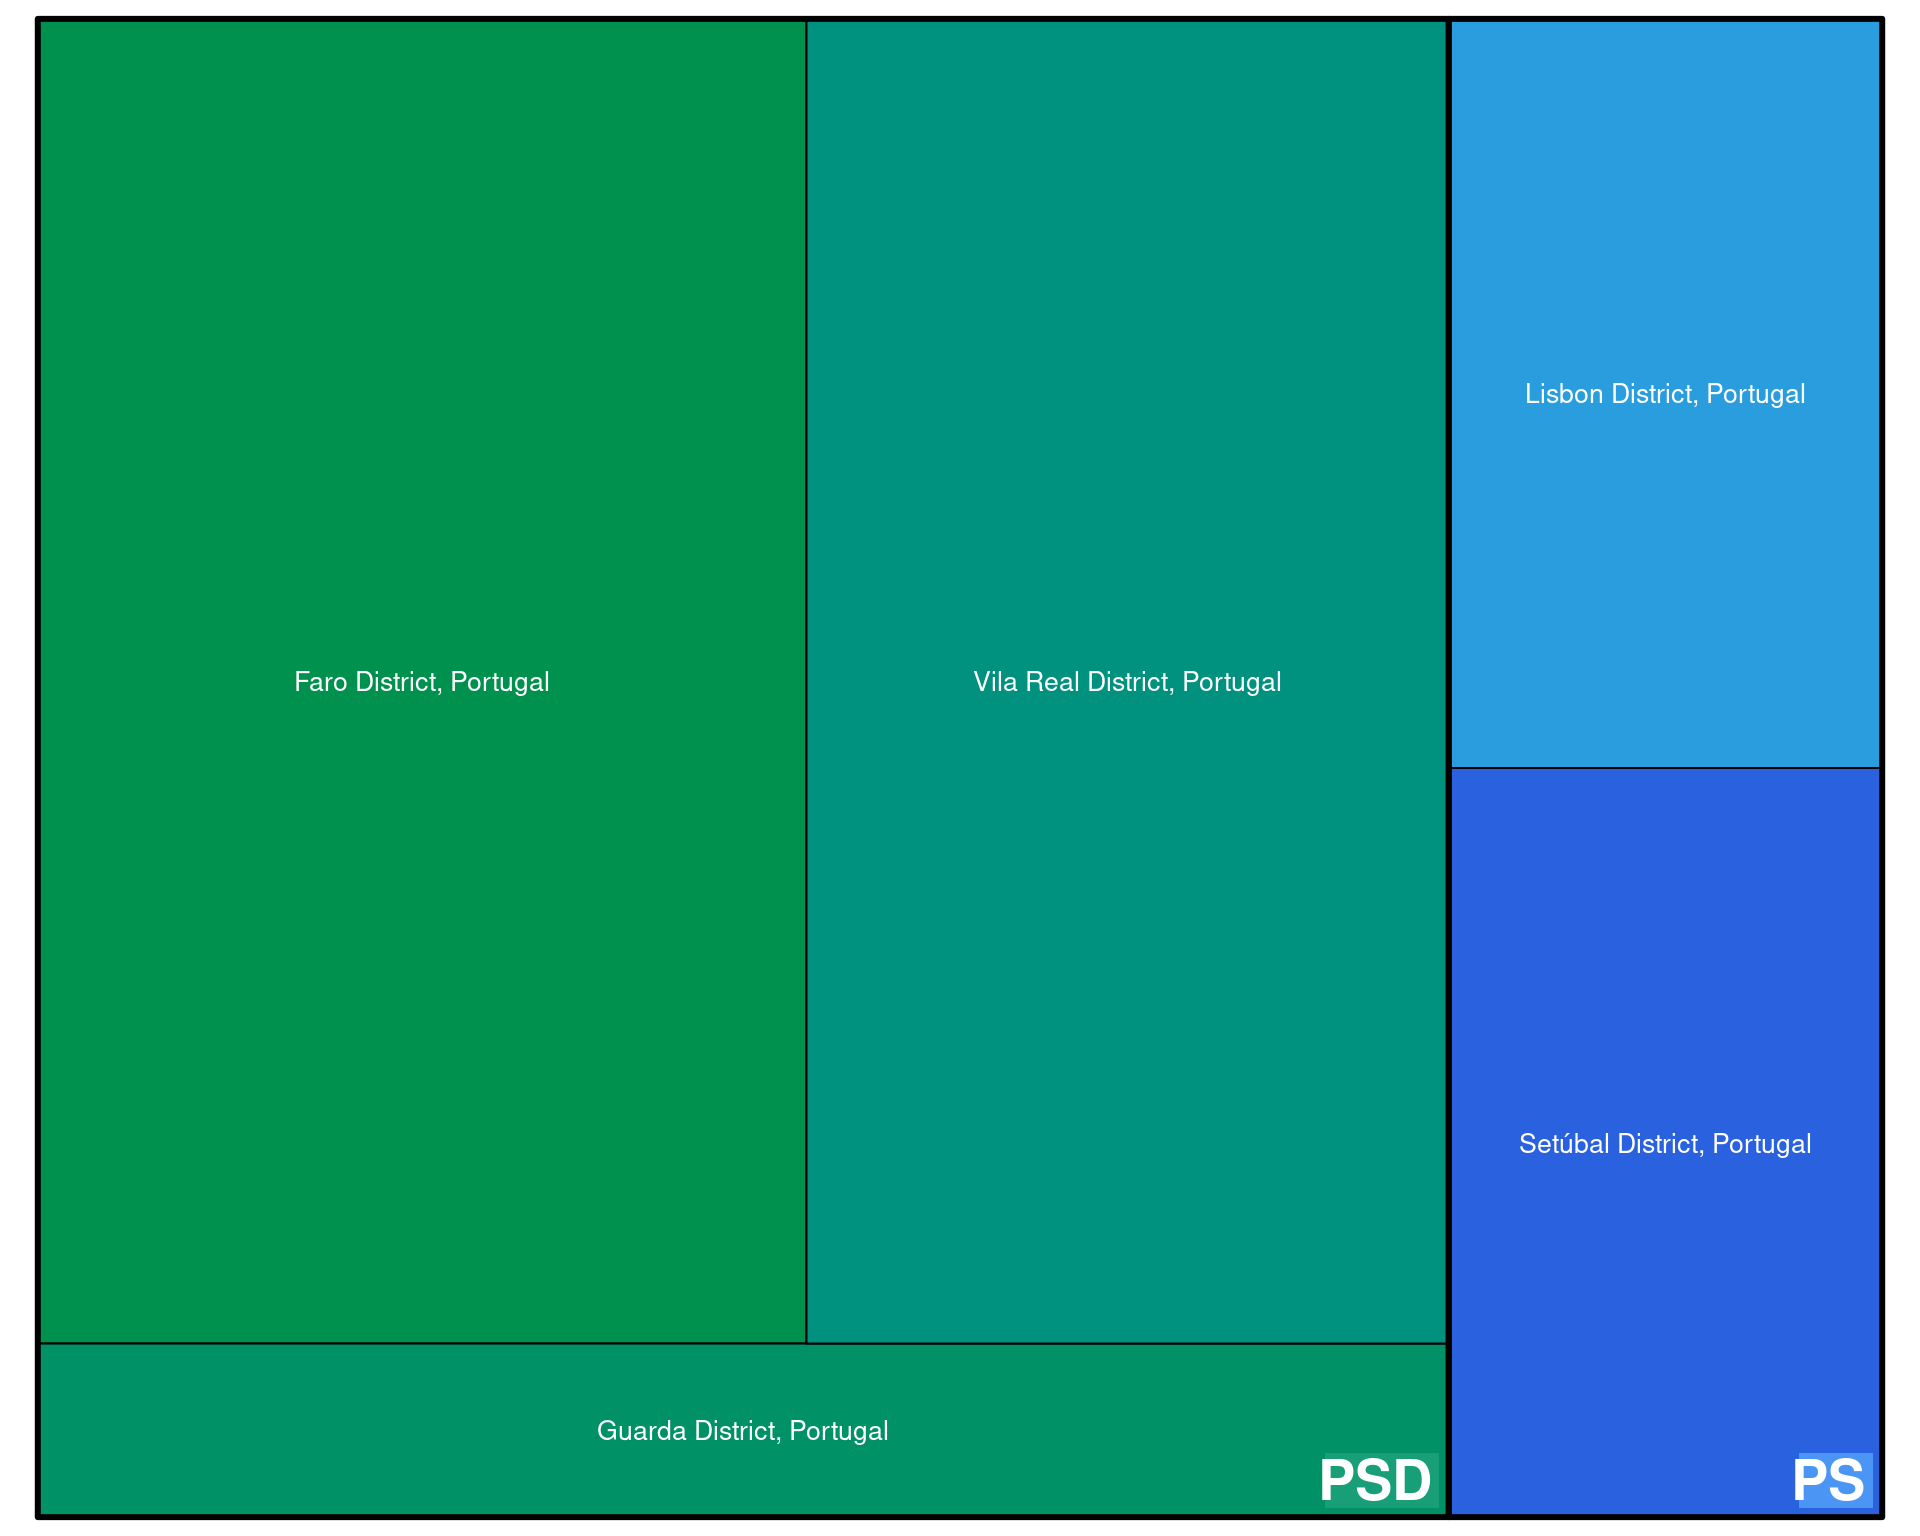 Faro District, Portugal
Vila Real District, Portugal
Guarda District, Portugal
PSD
Lisbon District, Portugal
Setúbal District, Portugal
PS